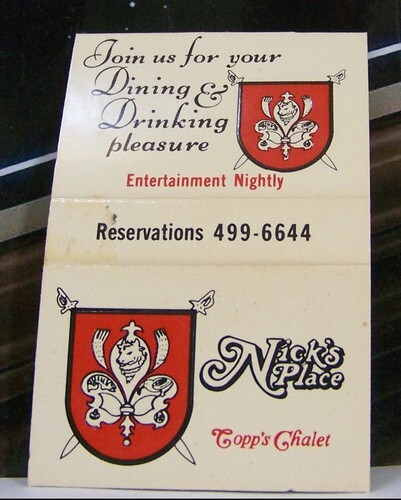 Join us for your
Dining &
Drinking
pleasure
Entertainment Nightly
Reservations 499-6644
Nick's
Place
Copp's Chalet